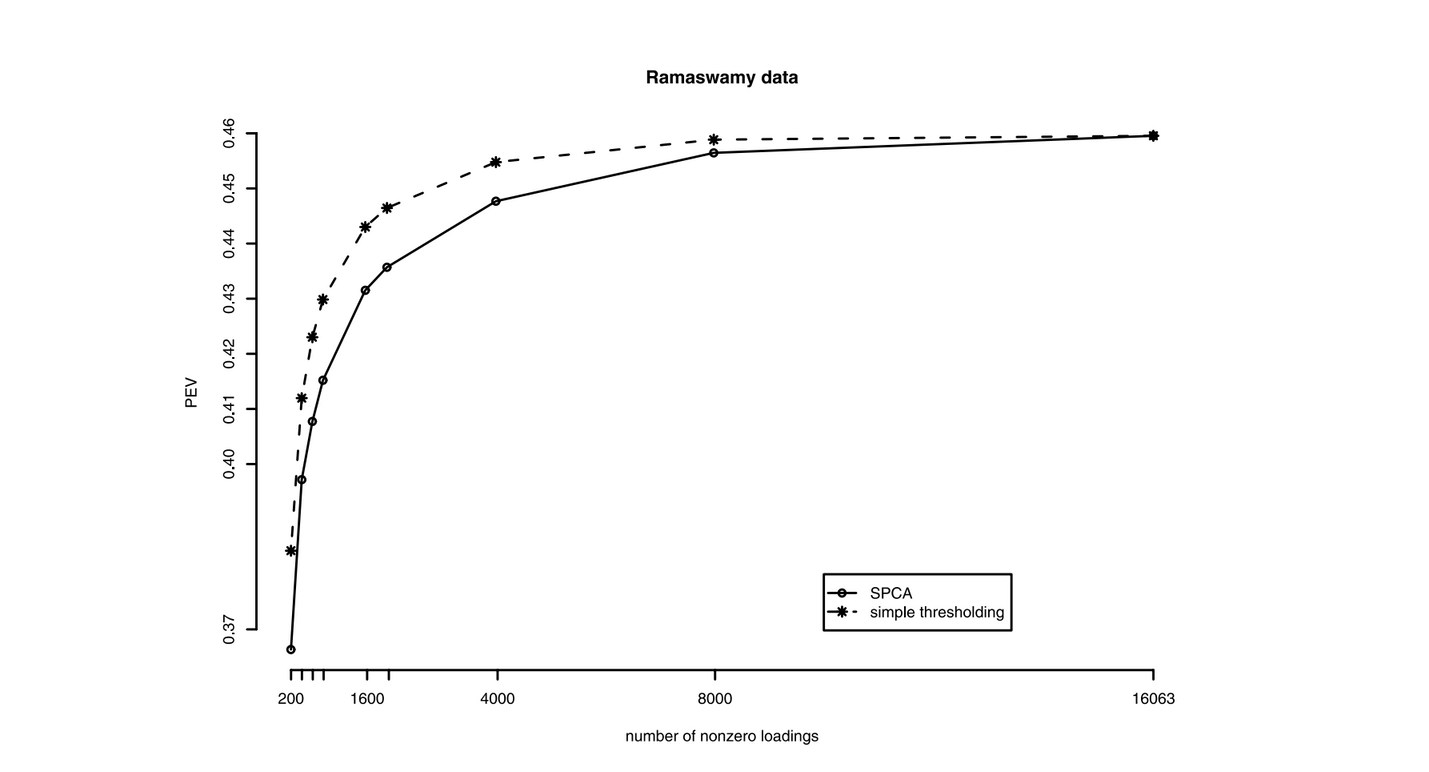 Ramaswamy data
0.46
0.45
0.44
0.43
0.42
0.41
0.40
0.37
PEV
SPCA
simple thresholding
200 1600 4000 8000 16063
number of nonzero loadings